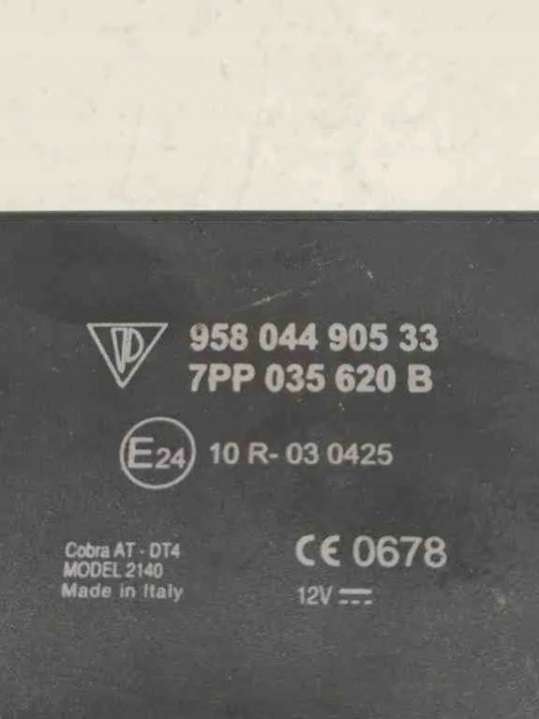 958 044 905 33
7PP 035 620 B
E24 10 R- 03 0425
Cobra AT - DT4
MODEL 2140
Made in Italy
CE 0678
12V